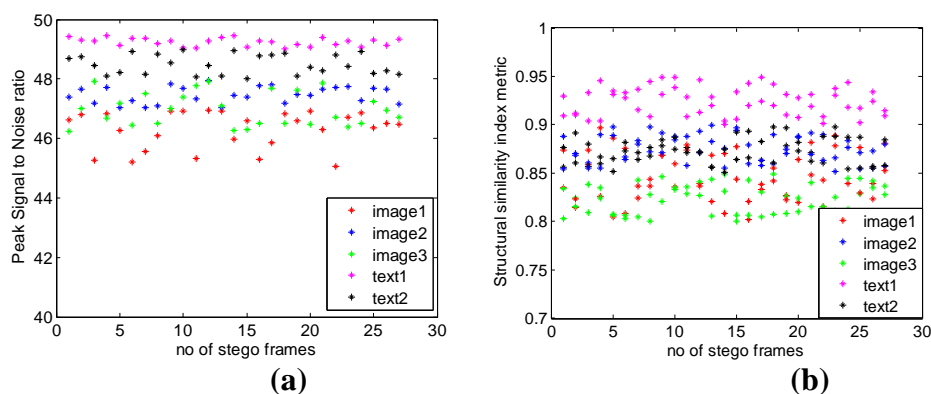 Peak Signal to Noise ratio
50
48
46
44
42
40
0 5 10 15 20 25 30
no of stego frames
image1
image2
image3
text1
text2
(a)
Structural similarity index metric
1
0.95
0.9
0.85
0.8
0.75
0.7
0 5 10 15 20 25 30
no of stego frames
image1
image2
image3
text1
text2
(b)